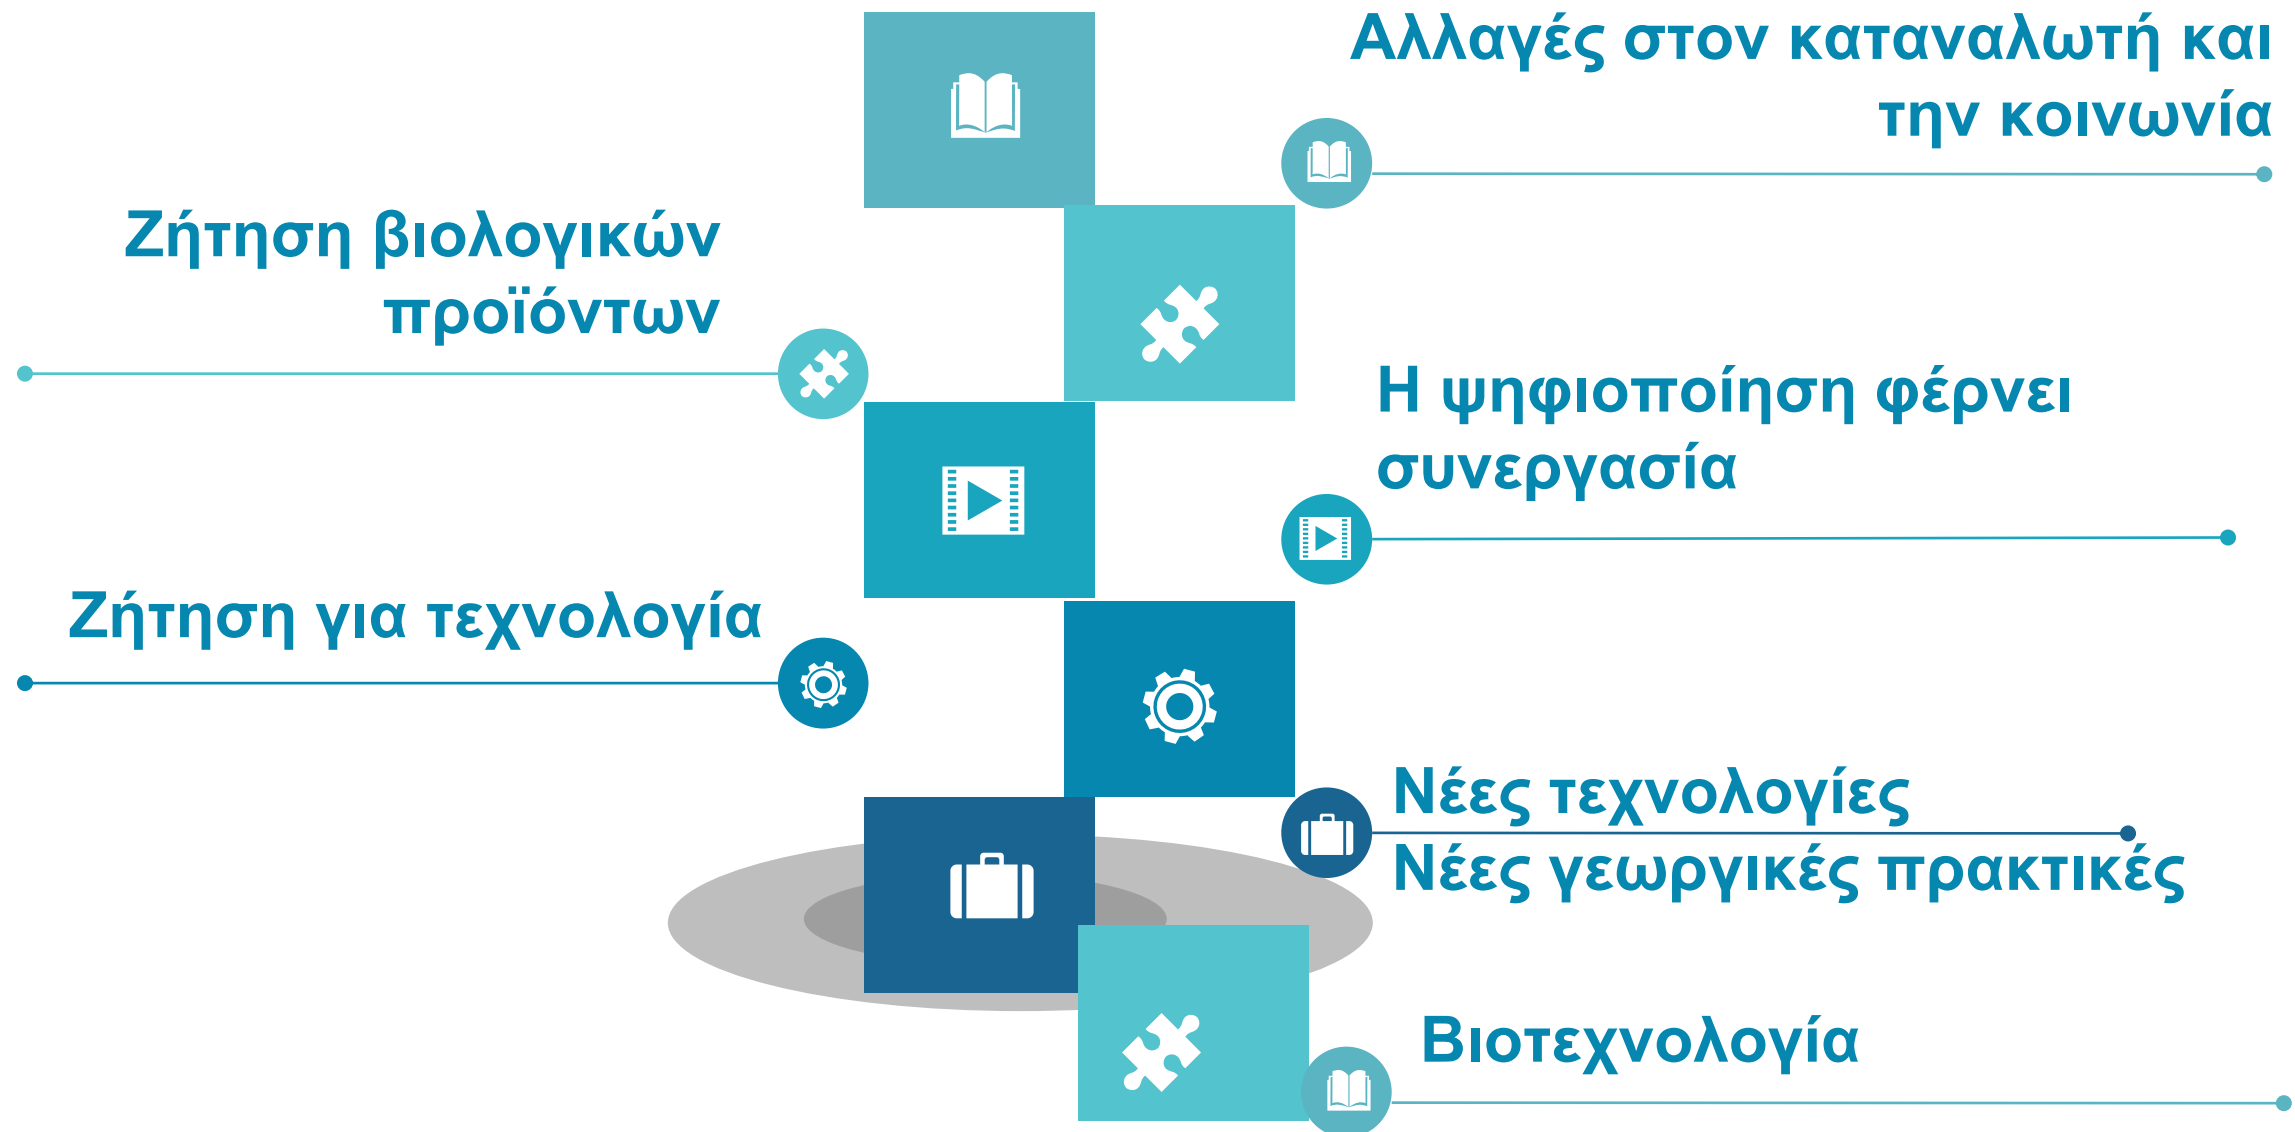 Αλλαγές στον καταναλωτή και
την κοινωνία
Ζήτηση βιολογικών
προϊόντων
Η ψηφιοποίηση φέρνει
συνεργασία
Ζήτηση για τεχνολογία
Νέες τεχνολογίες
Νέες γεωργικές πρακτικές
Βιοτεχνολογία